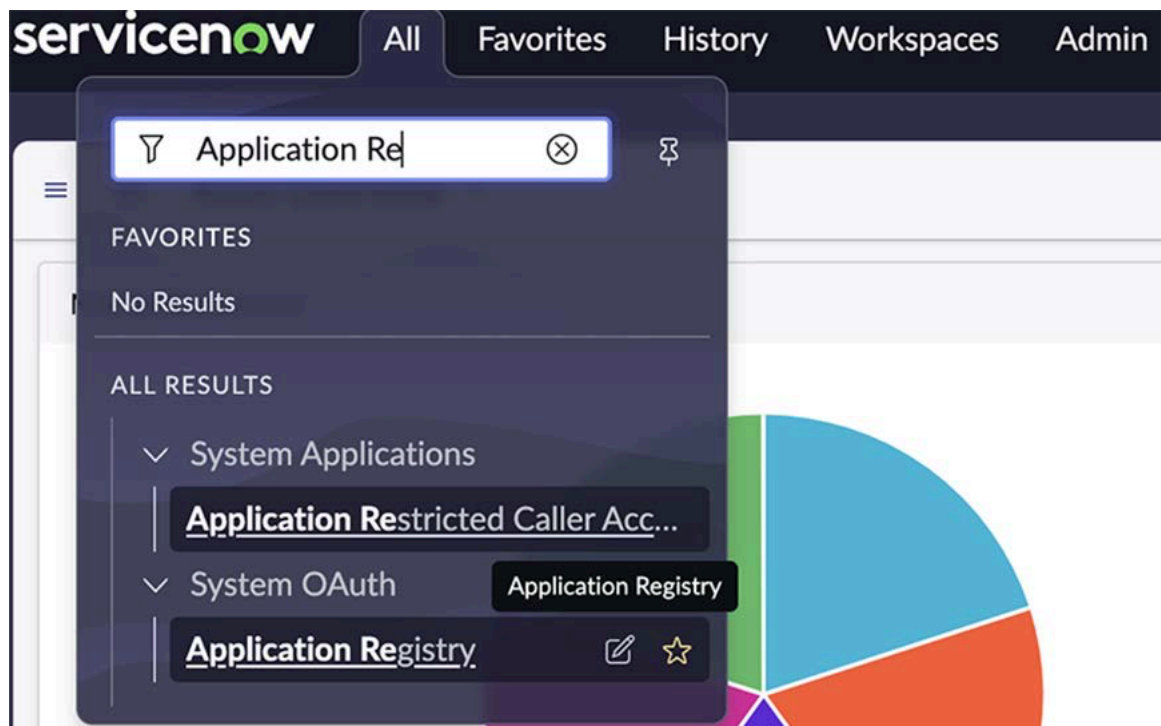 servicenow All Favorites History Workspaces Admin
Application Re
FAVORITES
No Results
ALL RESULTS
System Applications
Application Restricted Caller Acc...
System OAuth
Application Registry
Application Registry